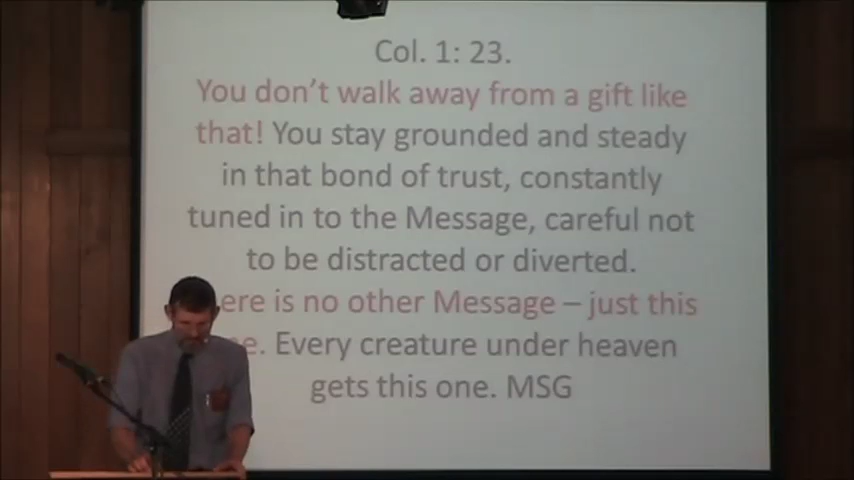 Col. 1: 23.
You don't walk away from a gift like
that! You stay grounded and steady
in that bond of trust, constantly
tuned in to the Message, careful not
to be distracted or diverted.
ere is no other Message – just this
e. Every creature under heaven
gets this one. MSG